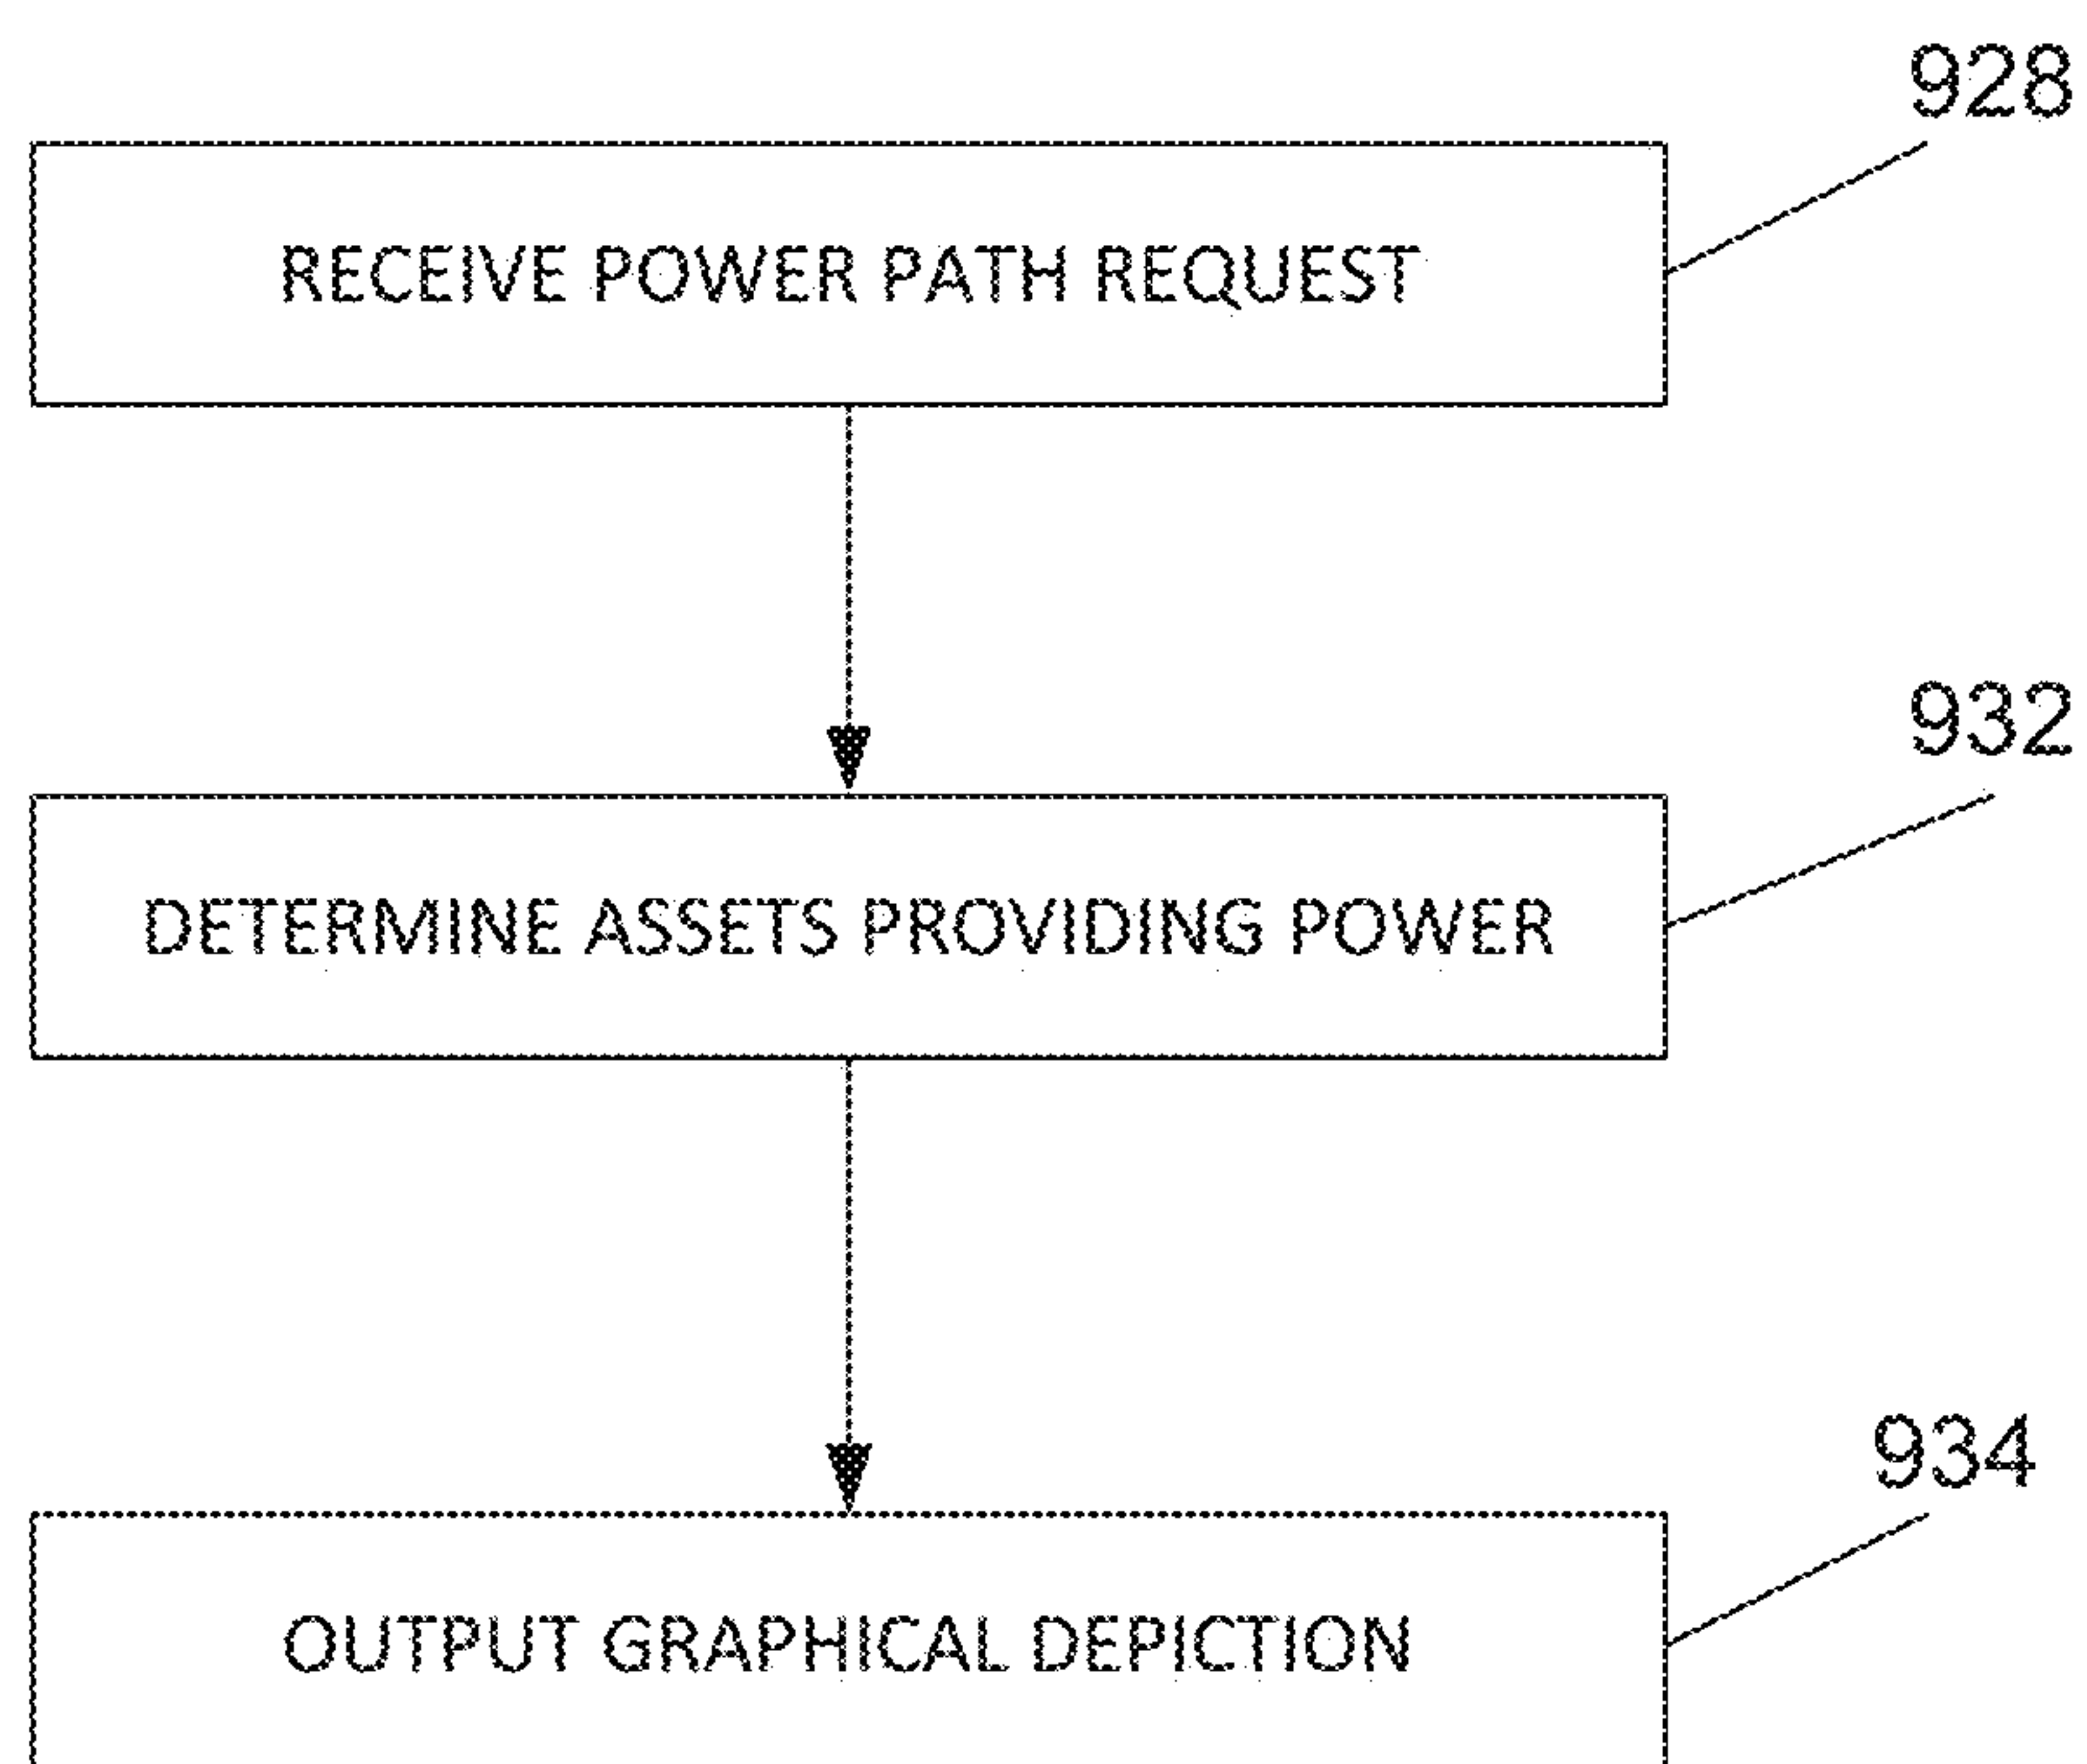 928
RECEIVE POWER PATH REQUEST
932
DETERMINE ASSETS PROVIDING POWER
934
OUTPUT GRAPHICAL DEPICTION